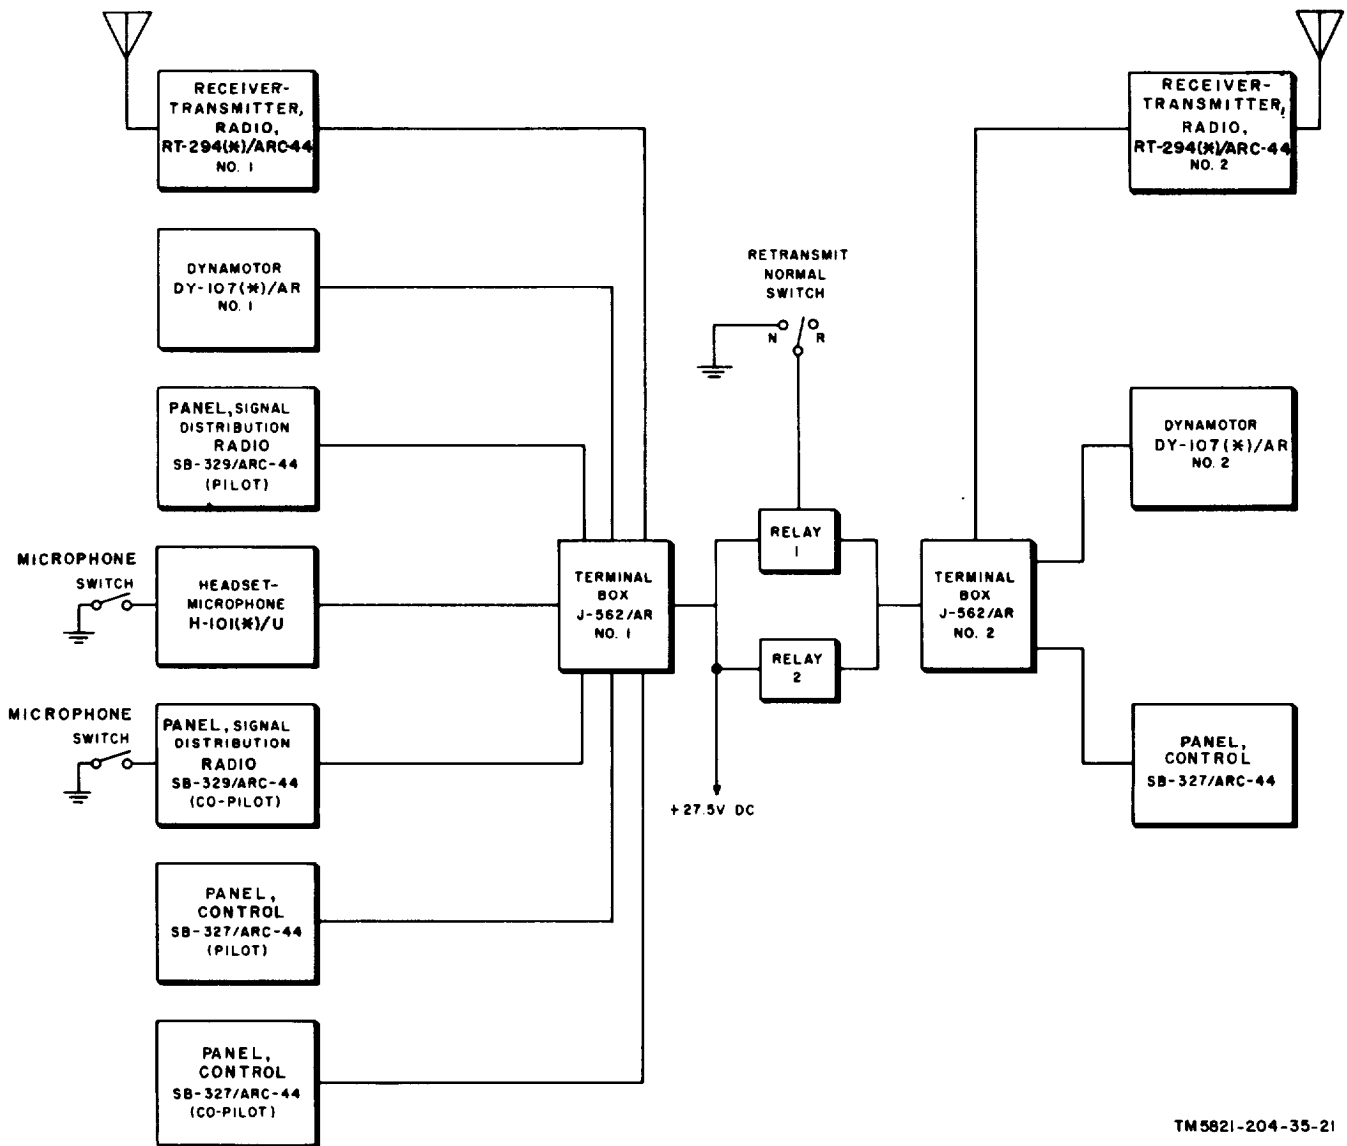 RECEIVER-
TRANSMITTER,
RADIO,
RT-294(*)/ARC-44
NO. 1
RECEIVER-
TRANSMITTER,
RADIO,
RT-294(*)/ARC-44
NO. 2
DYNAMOTOR
DY-107(*)/AR
NO. 1
RETRANSMIT
NORMAL
SWITCH
N
R
PANEL, SIGNAL
DISTRIBUTION
RADIO
SB-329/ARC-44
(PILOT)
DYNAMOTOR
DY-107(*)/AR
NO. 2
MICROPHONE
SWITCH
HEADSET-
MICROPHONE
H-101(*)/U
TERMINAL
BOX
J-562/AR
NO. 1
RELAY
1
RELAY
2
TERMINAL
BOX
J-562/AR
NO. 2
MICROPHONE
SWITCH
PANEL, SIGNAL
DISTRIBUTION
RADIO
SB-329/ARC-44
(CO-PILOT)
+27.5V DC
PANEL,
CONTROL
SB-327/ARC-44
PANEL,
CONTROL
SB-327/ARC-44
(PILOT)
PANEL,
CONTROL
SB-327/ARC-44
(CO-PILOT)
TM5821-204-35-21